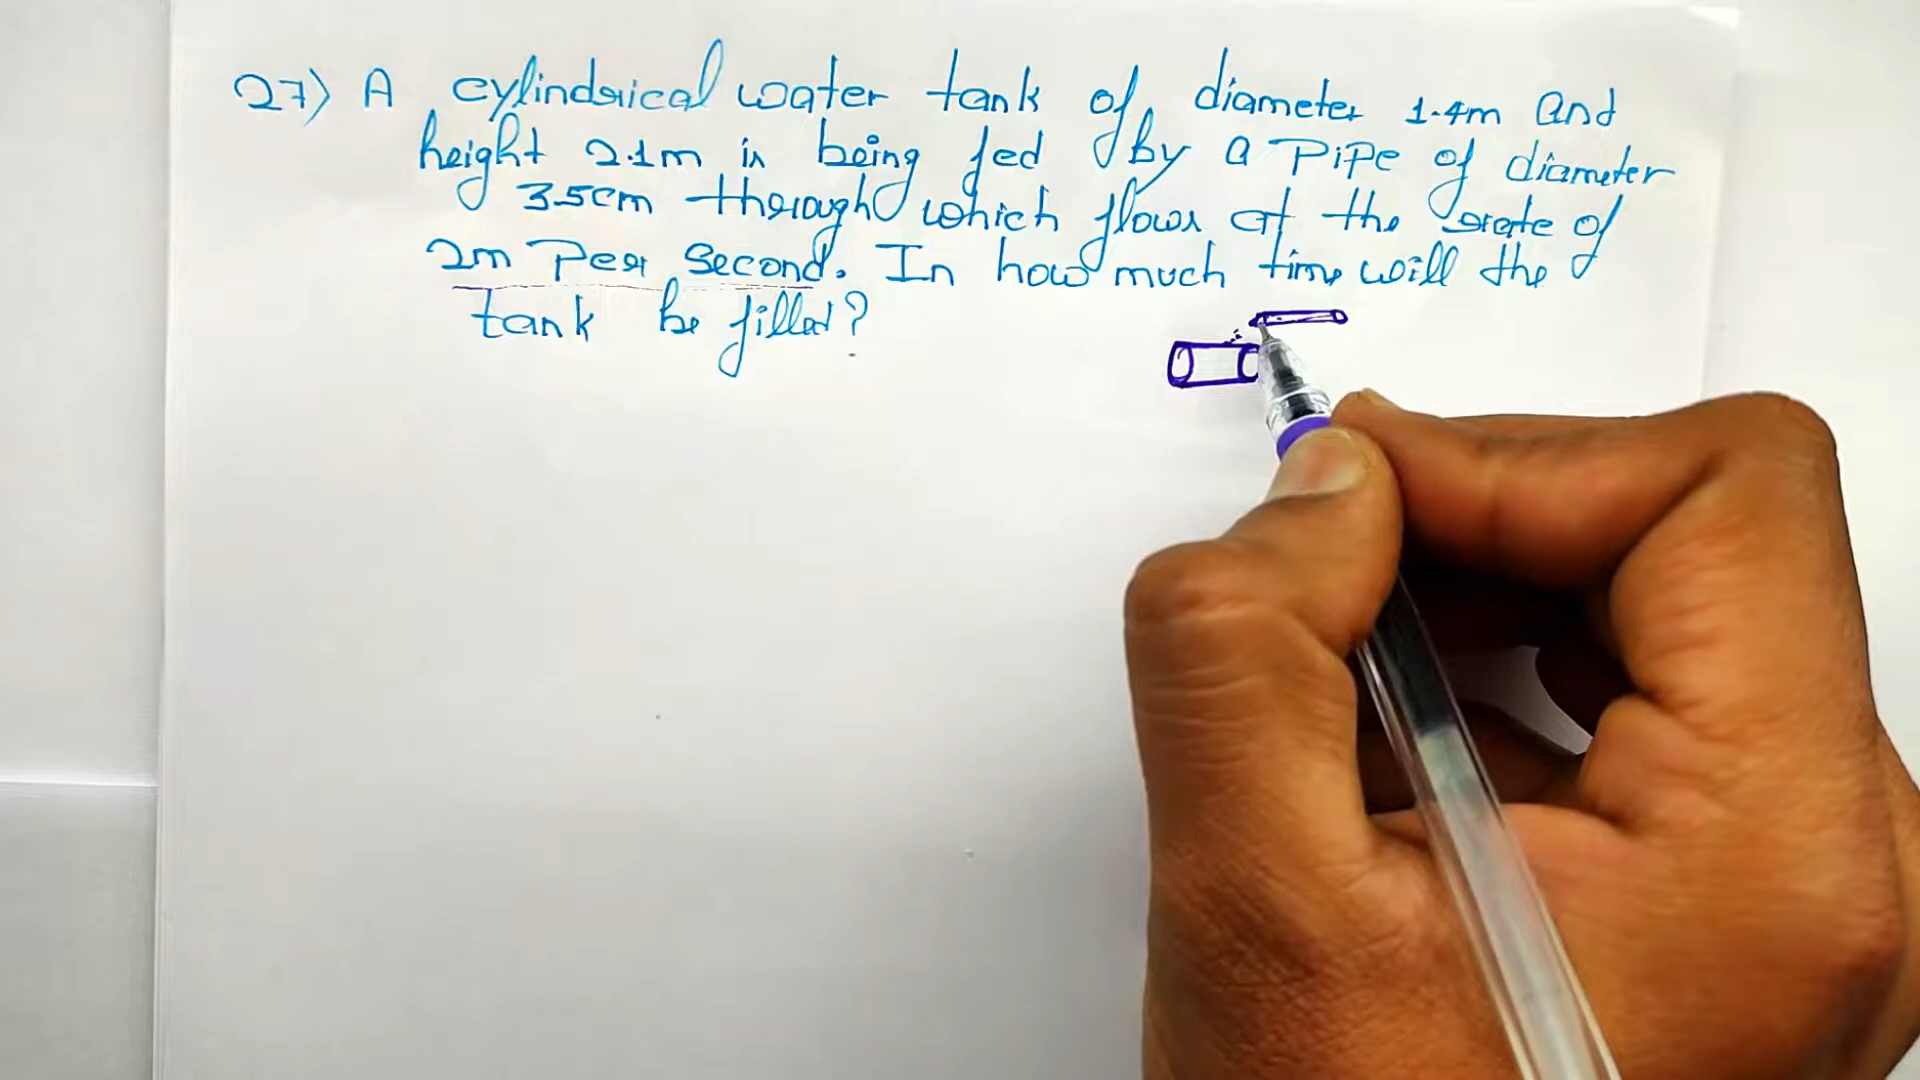 27) A cylindrical water tank of diameter 1.4m and
height 2.1m is being fed by a pipe of diameter
3.5cm through which flows at the rate of
2m Per second. In how much time will the
tank be filled?